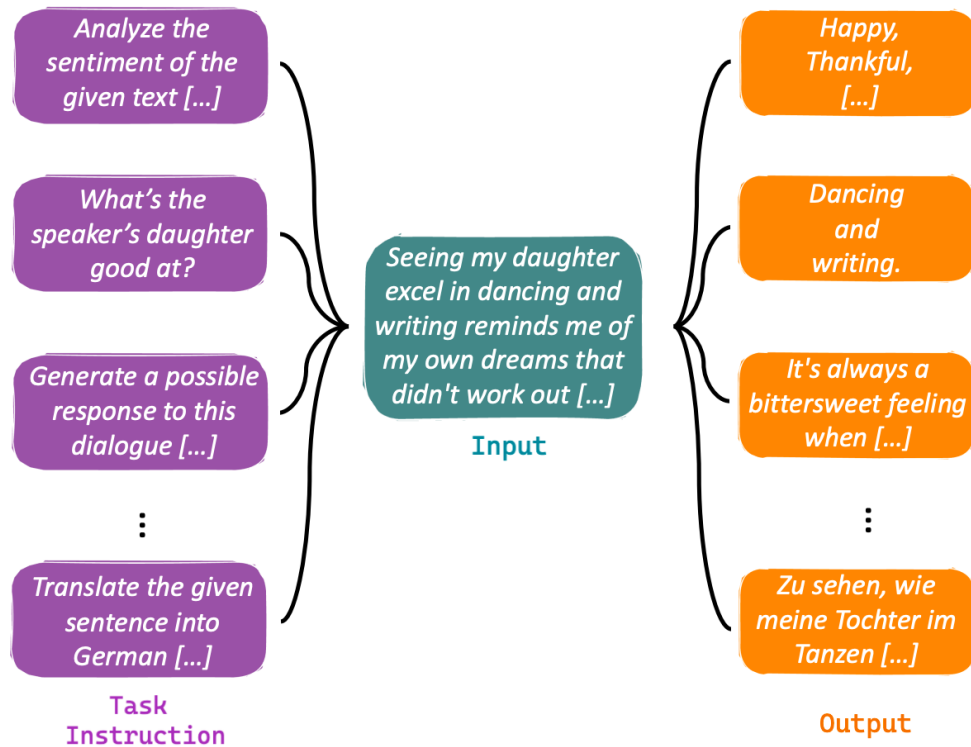 Analyze the
sentiment of the
given text [...]
What's the
speaker's daughter
good at?
Generate a possible
response to this
dialogue [...]
⋮
Translate the given
sentence into
German [...]
Task
Instruction
Seeing my daughter
excel in dancing and
writing reminds me of
my own dreams that
didn't work out [...]
Input
Happy,
Thankful,
[...]
Dancing
and
writing.
It's always a
bittersweet feeling
when [...]
⋮
Zu sehen, wie
meine Tochter im
Tanzen [...]
Output